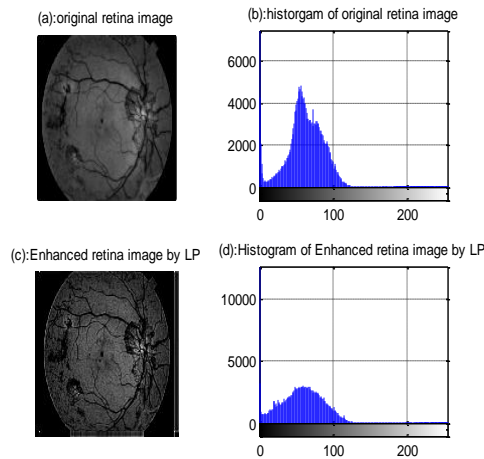 (a):original retina image
(b):historgam of original retina image
6000
4000
2000
0
0 100 200
(c):Enhanced retina image by LP
(d):Histogram of Enhanced retina image by LP
10000
5000
0
0 100 200